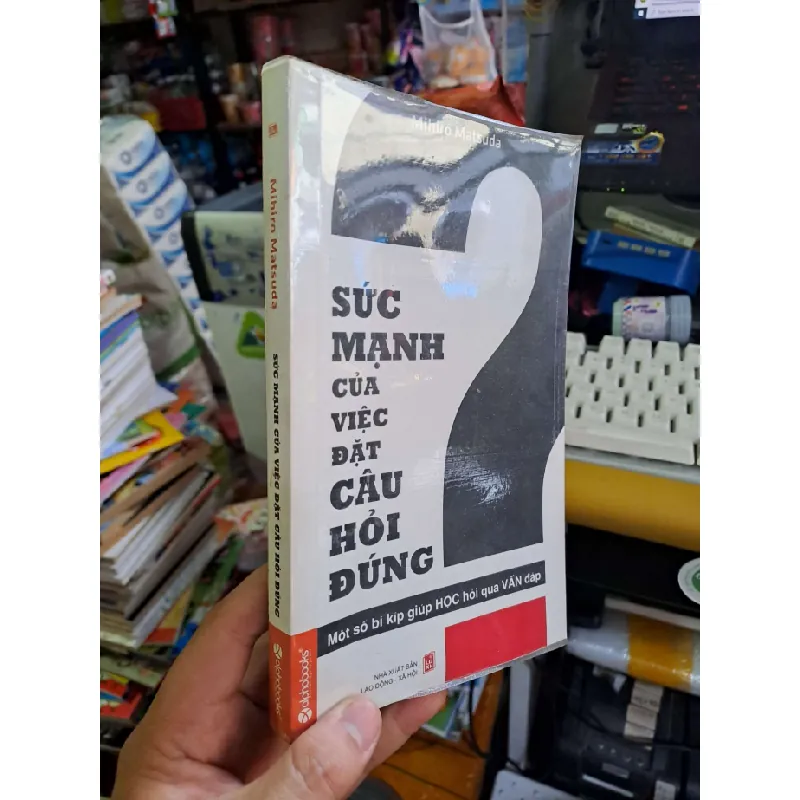 Mihiro Matsuda
SỨC
MẠNH
CỦA
VIỆC
ĐẶT
CÂU
HỎI
ĐÚNG
Một số bí kíp giúp HỌC hỏi qua VẤN đáp
NHÀ XUẤT BẢN
LAO ĐỘNG - XÃ HỘI
Mihiro Matsuda
SỨC MẠNH CỦA VIỆC ĐẶT CÂU HỎI ĐÚNG
alphabooks